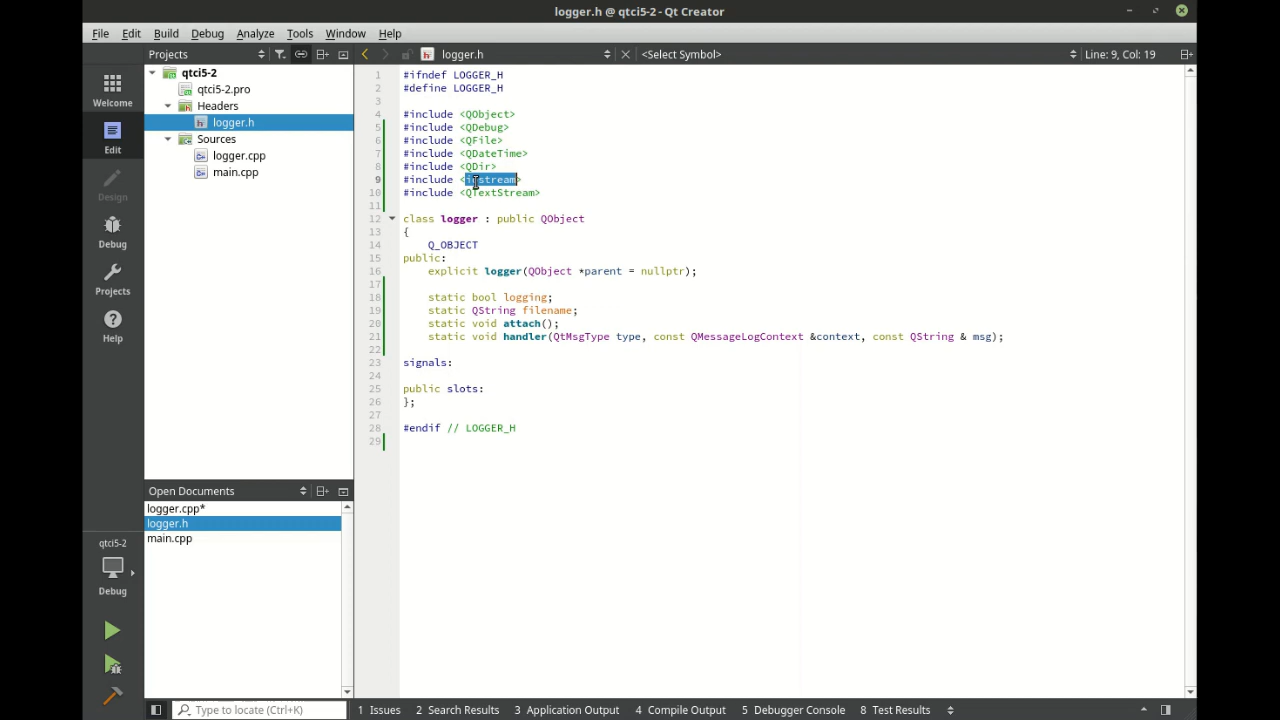 logger.h @ qtci5-2 - Qt Creator
File Edit View Build Debug Analyze Tools Window Help
Projects
logger.h
<Select Symbol>
Line: 9, Col: 19
Welcome
Edit
Design
Debug
Projects
Help
qtci5-2
Debug
qtci5-2
qtci5-2.pro
Headers
logger.h
Sources
logger.cpp
main.cpp
Open Documents
logger.cpp*
logger.h
main.cpp
1 #ifndef LOGGER_H
2 #define LOGGER_H
3
4 #include <QObject>
5 #include <QDebug>
6 #include <QFile>
7 #include <QDateTime>
8 #include <QDir>
9 #include <iostream>
10 #include <QTextStream>
11
12 class logger : public QObject
13 {
14 Q_OBJECT
15 public:
16 explicit logger(QObject *parent = nullptr);
17
18 static bool logging;
19 static QString filename;
20 static void attach();
21 static void handler(QtMsgType type, const QMessageLogContext &context, const QString & msg);
22
23 signals:
24
25 public slots:
26 };
27
28 #endif // LOGGER_H
29
Type to locate (Ctrl+K)
1 Issues
2 Search Results
3 Application Output
4 Compile Output
5 Debugger Console
8 Test Results